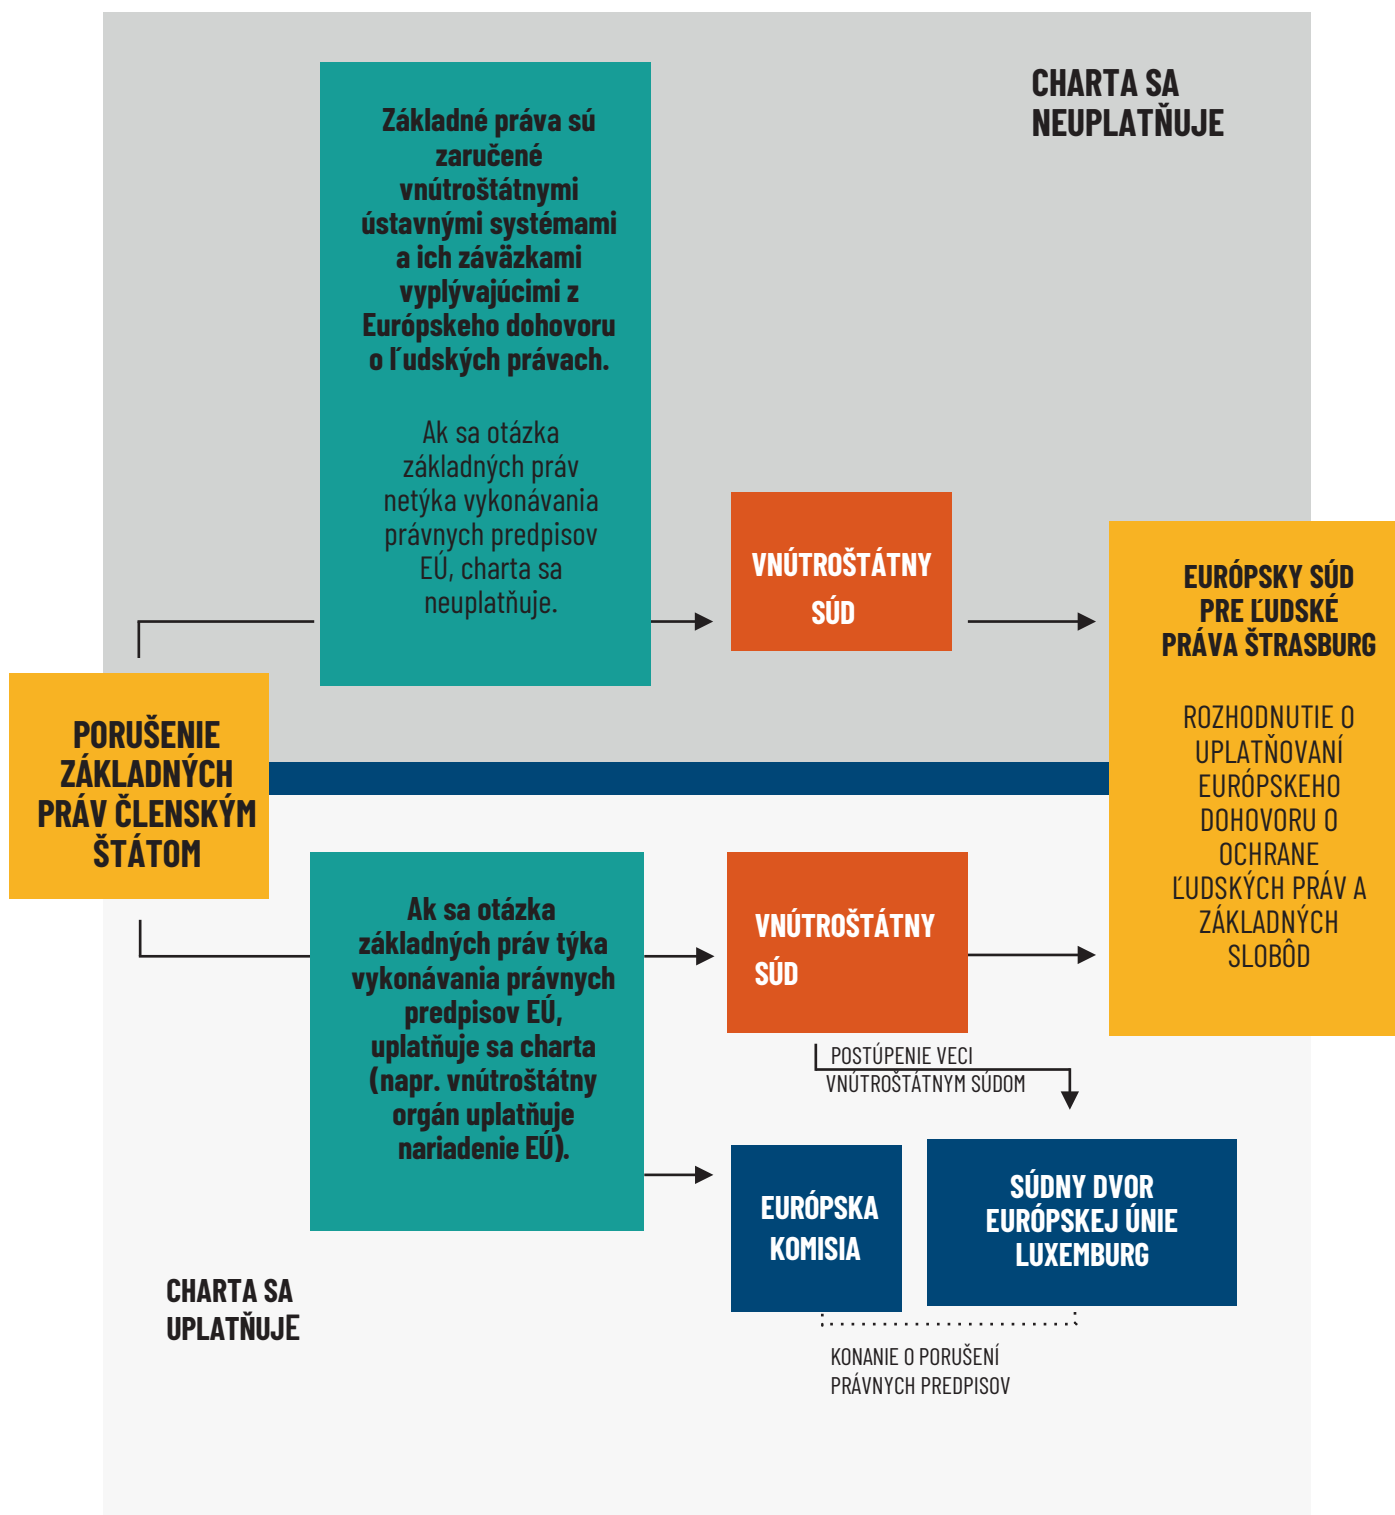 CHARTA SA
NEUPLATŇUJE
Základné práva sú
zaručené
vnútroštátnymi
ústavnými systémami
a ich záväzkami
vyplývajúcimi z
Európskeho dohovoru
o ľudských právach.
Ak sa otázka
základných práv
netýka vykonávania
právnych predpisov
EÚ, charta sa
neuplatňuje.
VNÚTROŠTÁTNY
SÚD
EURÓPSKY SÚD
PRE ĽUDSKÉ
PRÁVA ŠTRASBURG
ROZHODNUTIE O
UPLATŇOVANÍ
EURÓPSKEHO
DOHOVORU O
OCHRANE
ĽUDSKÝCH PRÁV A
ZÁKLADNÝCH
SLOBÔD
PORUŠENIE
ZÁKLADNÝCH
PRÁV ČLENSKÝM
ŠTÁTOM
Ak sa otázka
základných práv týka
vykonávania právnych
predpisov EÚ,
uplatňuje sa charta
(napr. vnútroštátny
orgán uplatňuje
nariadenie EÚ).
VNÚTROŠTÁTNY
SÚD
POSTÚPENIE VECI
VNÚTROŠTÁTNYM SÚDOM
EURÓPSKA
KOMISIA
SÚDNY DVOR
EURÓPSKEJ ÚNIE
LUXEMBURG
KONANIE O PORUŠENÍ
PRÁVNYCH PREDPISOV
CHARTA SA
UPLATŇUJE